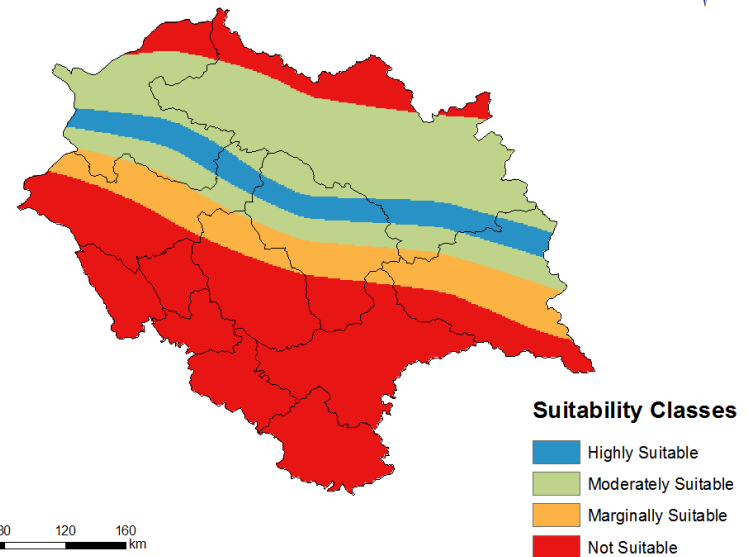 Suitability Classes
Highly Suitable
Moderately Suitable
Marginally Suitable
Not Suitable
120 160
km